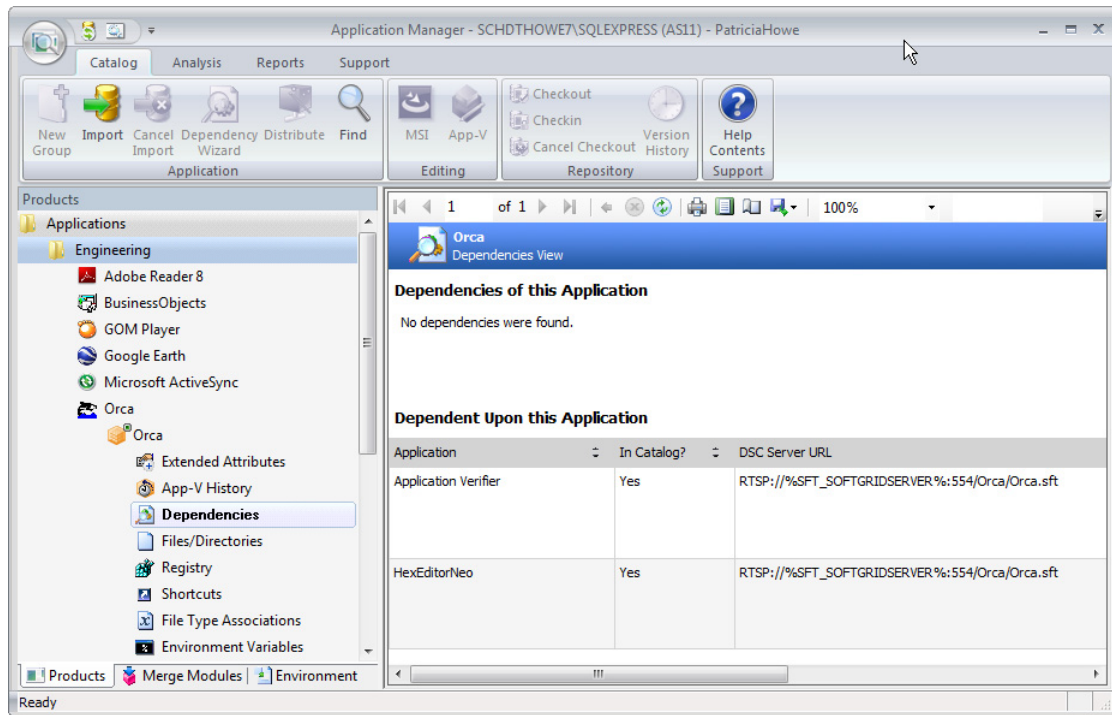 Application Manager - SCHDTHOWE7\SQLEXPRESS (AS11) - PatriciaHowe
Catalog Analysis Reports Support
New Group Import Cancel Import Dependency Wizard Distribute Find
Application
MSI App-V
Editing
Checkout
Checkin
Cancel Checkout
Version History
Repository
Help Contents
Support
Products
Applications
Engineering
Adobe Reader 8
BusinessObjects
GOM Player
Google Earth
Microsoft ActiveSync
Orca
Orca
Extended Attributes
App-V History
Dependencies
Files/Directories
Registry
Shortcuts
File Type Associations
Environment Variables
Products Merge Modules Environment
1 of 1 100%
Orca
Dependencies View
Dependencies of this Application
No dependencies were found.
Dependent Upon this Application
Application In Catalog? DSC Server URL
Application Verifier Yes RTSP://%SFT_SOFTGRIDSERVER%:554/Orca/Orca.sft
HexEditorNeo Yes RTSP://%SFT_SOFTGRIDSERVER%:554/Orca/Orca.sft
Ready